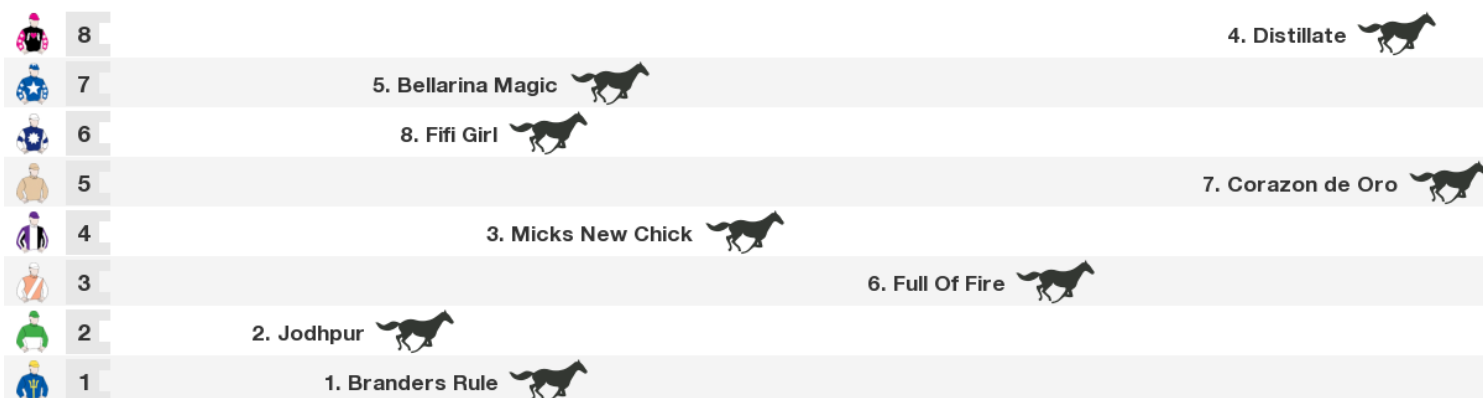 8 4. Distillate
7 5. Bellarina Magic
6 8. Fifi Girl
5 7. Corazon de Oro
4 3. Micks New Chick
3 6. Full Of Fire
2 2. Jodhpur
1 1. Branders Rule